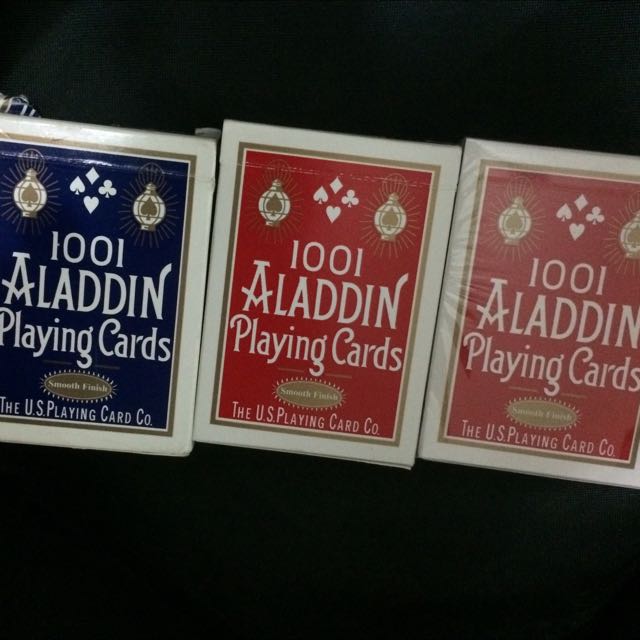 1001
ALADDIN
Playing Cards
Smooth Finish
THE U.S. PLAYING CARD CO.
1001
ALADDIN
Playing Cards
Smooth Finish
THE U.S. PLAYING CARD CO.
1001
ALADDIN
Playing Cards
Smooth Finish
THE U.S. PLAYING CARD CO.